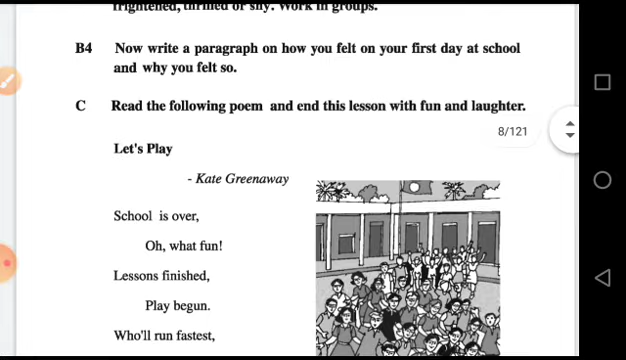 frightened, thrilled or shy. Work in groups.
B4 Now write a paragraph on how you felt on your first day at school
and why you felt so.
C Read the following poem and end this lesson with fun and laughter.
8/121
Let's Play
- Kate Greenaway
School is over,
Oh, what fun!
Lessons finished,
Play begun.
Who'll run fastest,